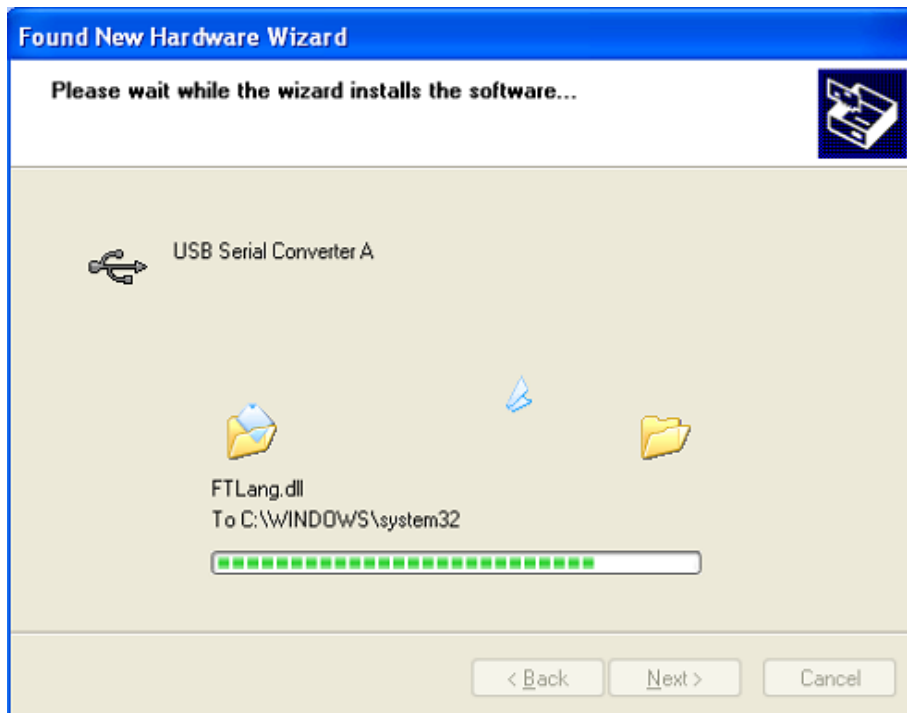 Found New Hardware Wizard
Please wait while the wizard installs the software...
USB Serial Converter A
FTLang.dll
To C:\WINDOWS\system32
< Back
Next >
Cancel